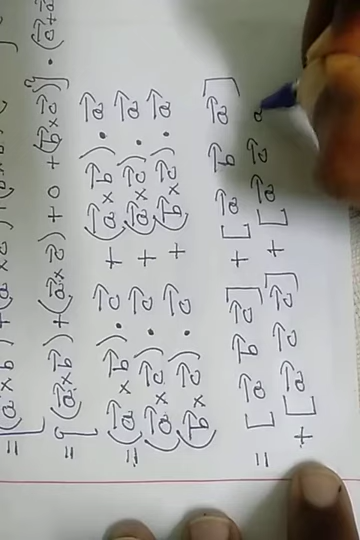 = [(a⃗×b⃗)+(a⃗×c⃗)+0+(b⃗×c⃗)]·(c⃗+a⃗
= (a⃗×b⃗)·c⃗ + (a⃗×b⃗)·a⃗
(a⃗×c⃗)·c⃗ + (a⃗×c⃗)·a⃗
(b⃗×c⃗)·c⃗ + (b⃗×c⃗)·a⃗
= [a⃗ b⃗ c⃗] + [a⃗ b⃗ a⃗]
+ [a⃗ c⃗ c⃗] + [a⃗ c⃗ a